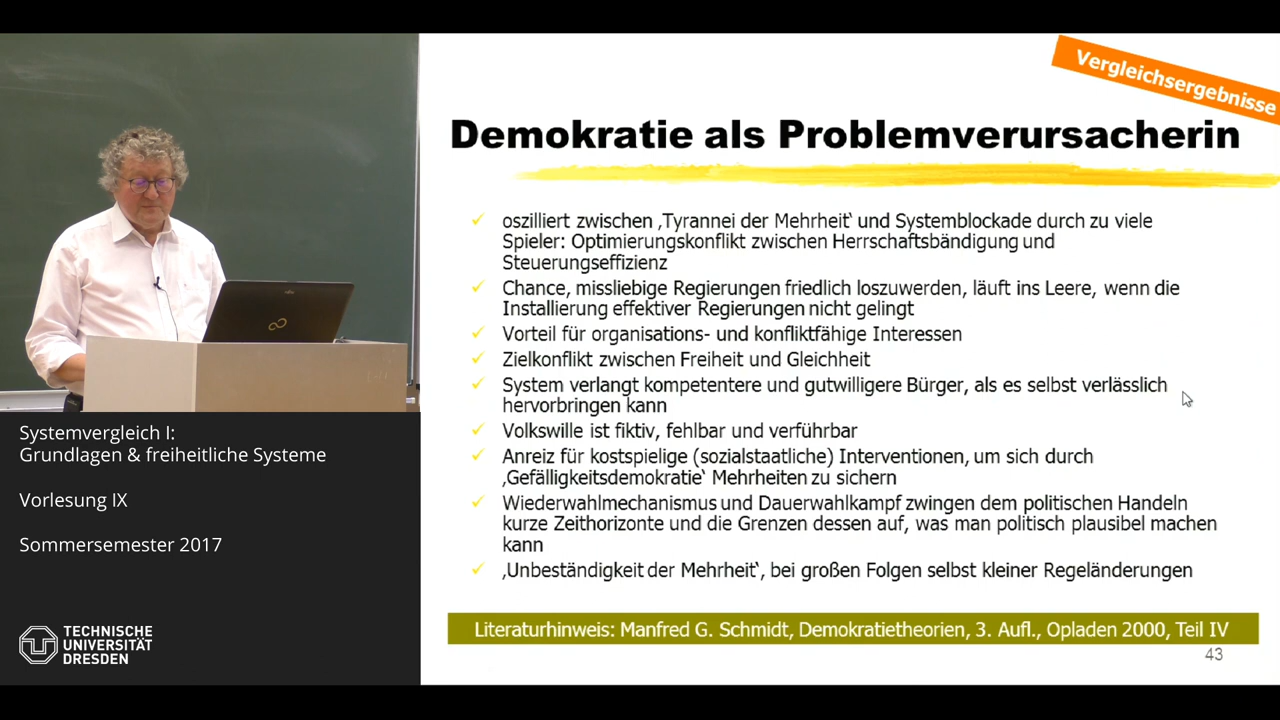 Vergleichsergebnisse
Demokratie als Problemverursacherin
oszilliert zwischen ‚Tyrannei der Mehrheit‘ und Systemblockade durch zu viele
Spieler: Optimierungskonflikt zwischen Herrschaftsbändigung und
Steuerungseffizienz
Chance, missliebige Regierungen friedlich loszuwerden, läuft ins Leere, wenn die
Installierung effektiver Regierungen nicht gelingt
Vorteil für organisations- und konfliktfähige Interessen
Zielkonflikt zwischen Freiheit und Gleichheit
System verlangt kompetentere und gutwilligere Bürger, als es selbst verlässlich
hervorbringen kann
Volkswille ist fiktiv, fehlbar und verführbar
Anreiz für kostspielige (sozialstaatliche) Interventionen, um sich durch
‚Gefälligkeitsdemokratie‘ Mehrheiten zu sichern
Wiederwahlmechanismus und Dauerwahlkampf zwingen dem politischen Handeln
kurze Zeithorizonte und die Grenzen dessen auf, was man politisch plausibel machen
kann
‚Unbeständigkeit der Mehrheit‘, bei großen Folgen selbst kleiner Regeländerungen
Literaturhinweis: Manfred G. Schmidt, Demokratietheorien, 3. Aufl., Opladen 2000, Teil IV
43
Systemvergleich I:
Grundlagen & freiheitliche Systeme
Vorlesung IX
Sommersemester 2017
TECHNISCHE
UNIVERSITÄT
DRESDEN